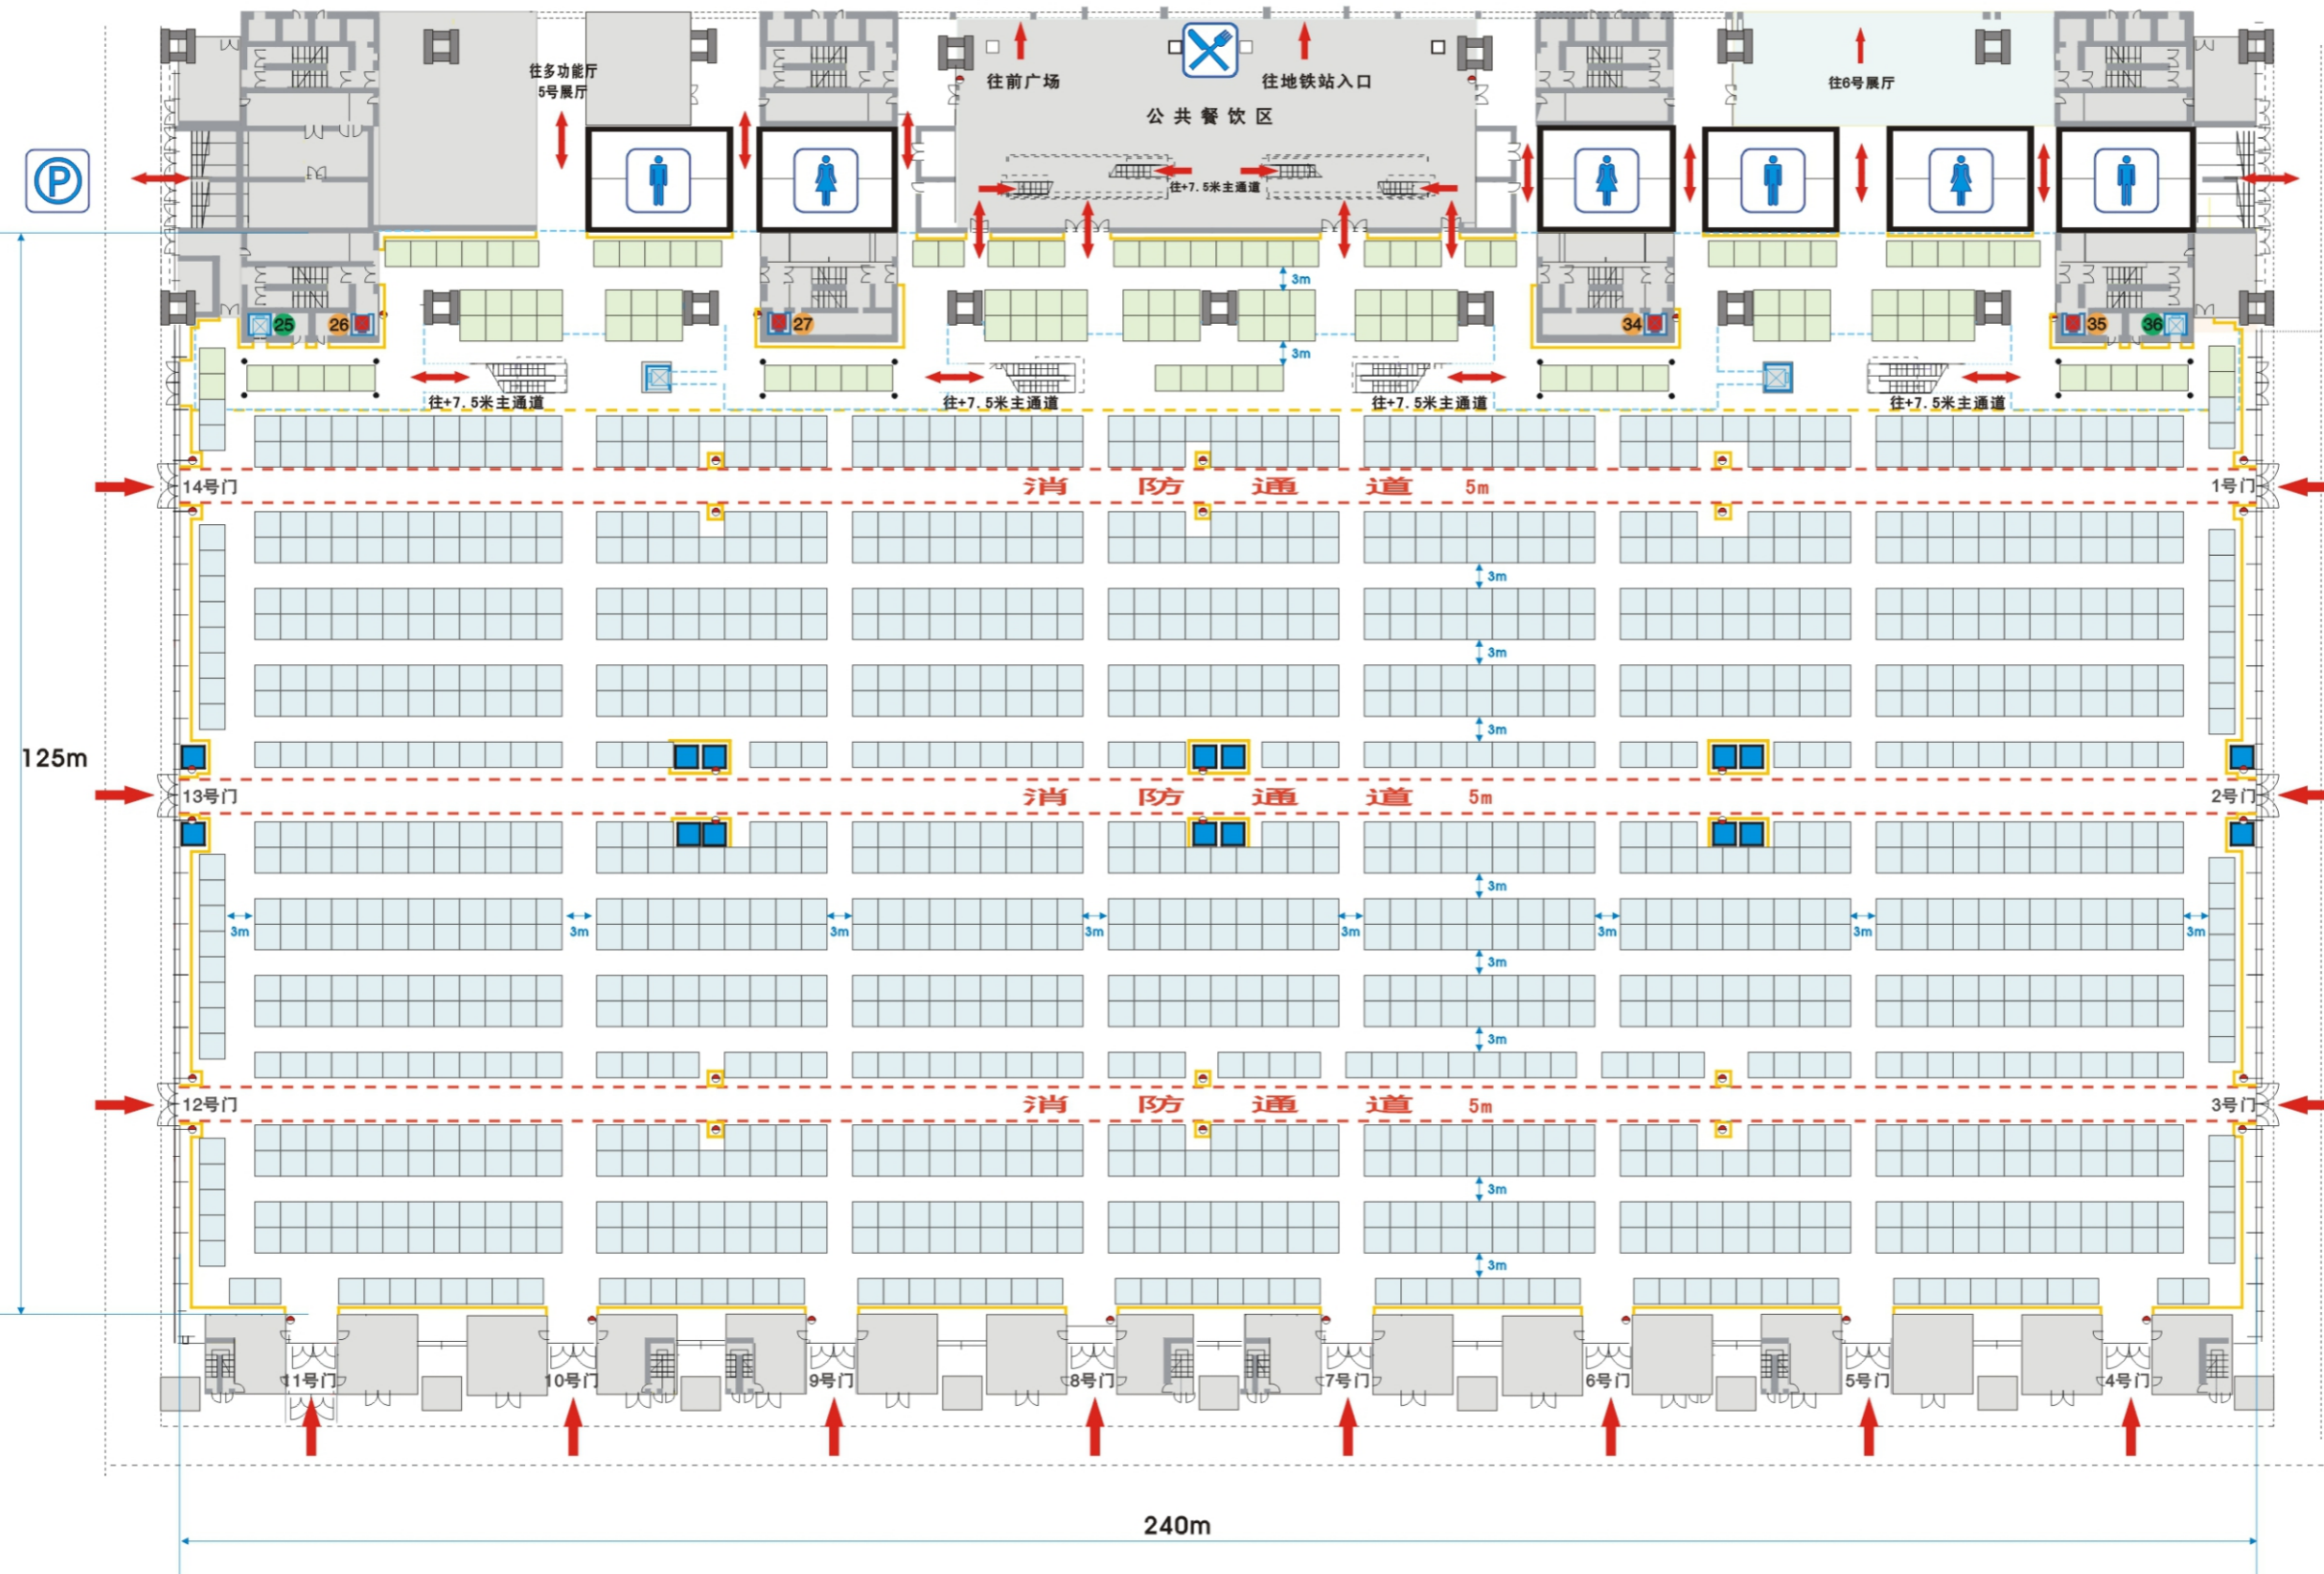 往多功能厅
5号展厅
往前广场
往地铁站入口
往6号展厅
公共餐饮区
P
往+7.5米主通道
3m
25
26
27
34
35
36
3m
往+7.5米主通道
往+7.5米主通道
往+7.5米主通道
往+7.5米主通道
14号门
消防通道 5m
1号门
3m
3m
3m
125m
13号门
消防通道 5m
2号门
3m
3m
3m
3m
3m
3m
3m
3m
3m
3m
3m
12号门
消防通道 5m
3号门
3m
3m
11号门
10号门
9号门
8号门
7号门
6号门
5号门
4号门
240m